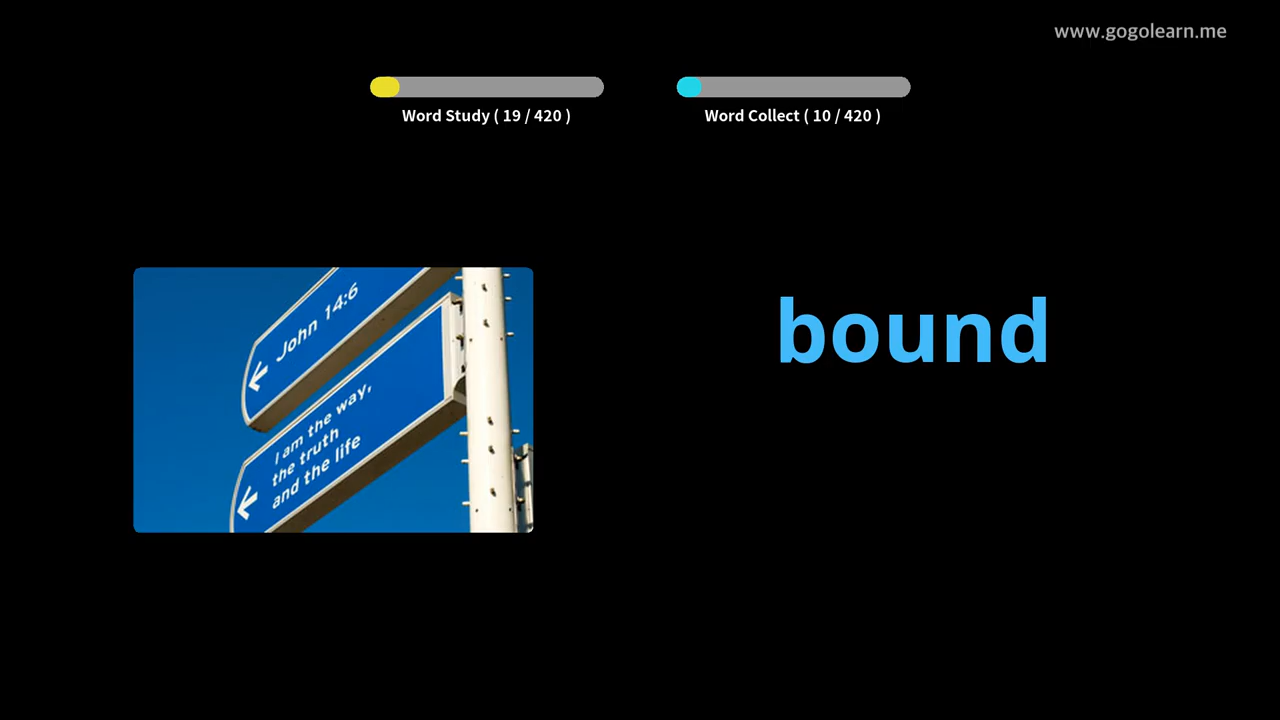 www.gogolearn.me
Word Study ( 19 / 420 )
Word Collect ( 10 / 420 )
John 14:6
I am the way,
the truth
and the life
bound